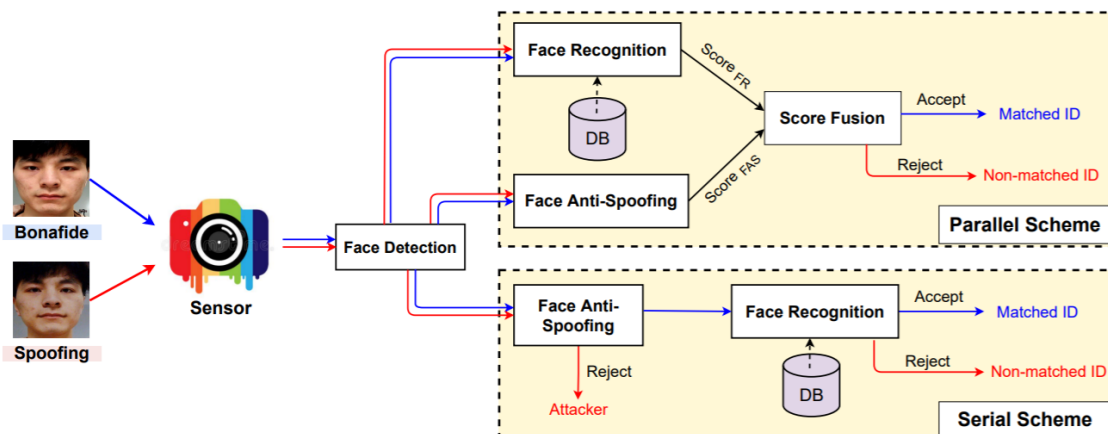 Face Recognition
Score FR
DB
Score Fusion
Accept
Matched ID
Reject
Non-matched ID
Face Anti-Spoofing
Score FAS
Parallel Scheme
Bonafide
Spoofing
Sensor
Face Detection
Face Anti-
Spoofing
Reject
Attacker
Face Recognition
DB
Accept
Matched ID
Reject
Non-matched ID
Serial Scheme